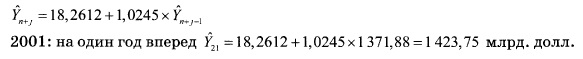 Ŷₙ₊ⱼ = 18,2612 + 1,0245 × Ŷₙ₊ⱼ₋₁
2001: на один год вперед Ŷ₂₁ = 18,2612 + 1,0245 × 1 371,88 = 1 423,75 млрд. долл.